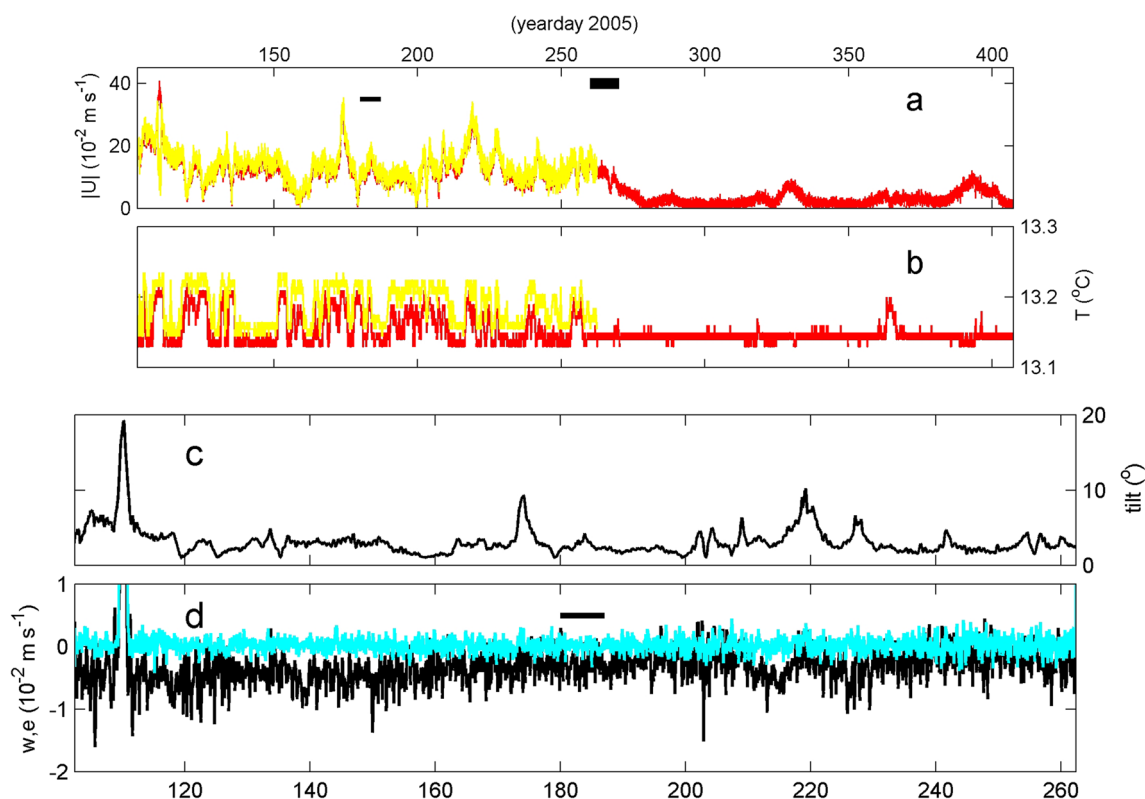 (yearday 2005)
150 200 250 300 350 400
|U| (10⁻² m s⁻¹)
40
20
0
a
b
13.3
13.2
13.1
T (°C)
c
20
10
0
tilt (°)
w,e (10⁻² m s⁻¹)
1
0
-1
-2
d
120 140 160 180 200 220 240 260